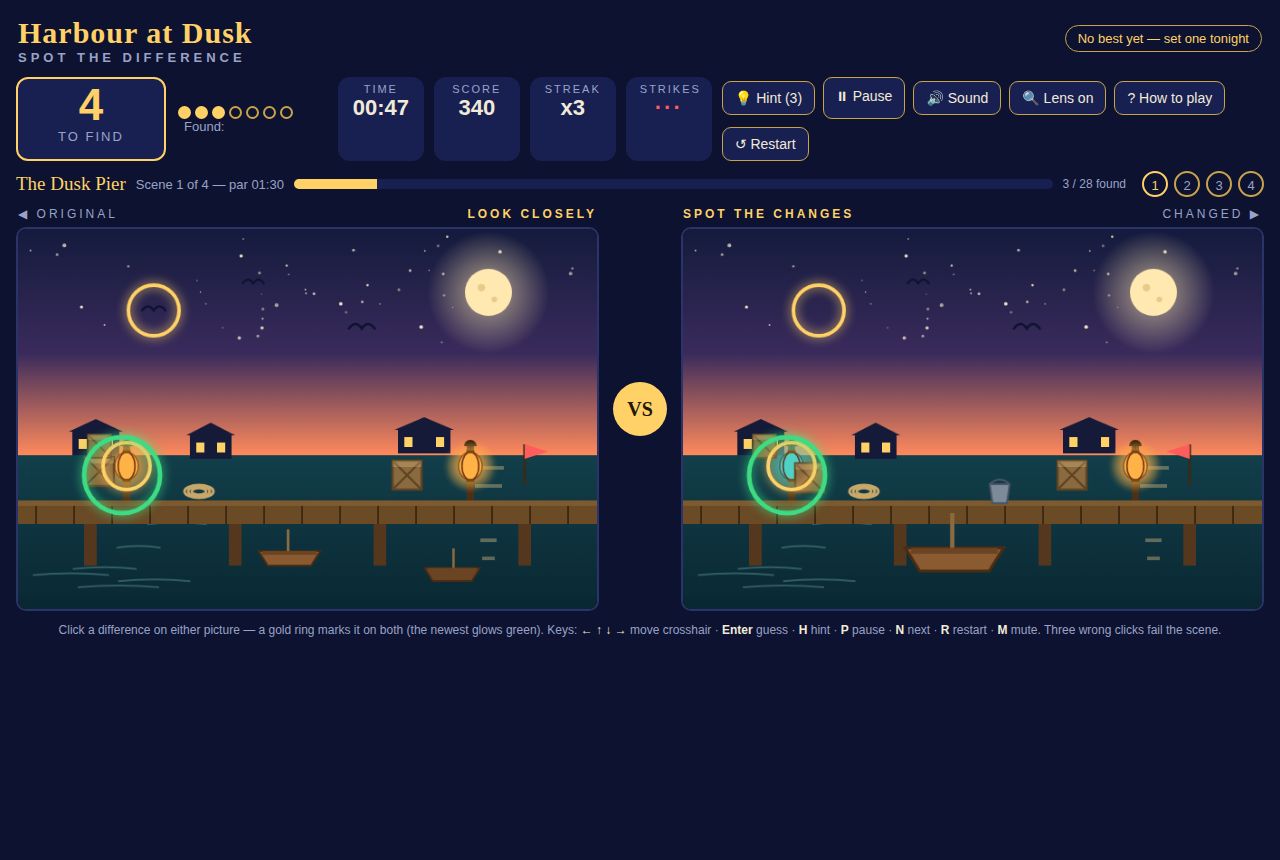 Harbour at Dusk
SPOT THE DIFFERENCE
No best yet — set one tonight
4
TO FIND
Found:
TIME
00:47
SCORE
340
STREAK
x3
STRIKES
···
💡 Hint (3)
⏸ Pause
🔊 Sound
🔍 Lens on
? How to play
↺ Restart
The Dusk Pier
Scene 1 of 4 — par 01:30
3 / 28 found
1
2
3
4
◀ ORIGINAL
LOOK CLOSELY
SPOT THE CHANGES
CHANGED ▶
VS
Click a difference on either picture — a gold ring marks it on both (the newest glows green). Keys: ← ↑ ↓ → move crosshair · Enter guess · H hint · P pause · N next · R restart · M mute. Three wrong clicks fail the scene.